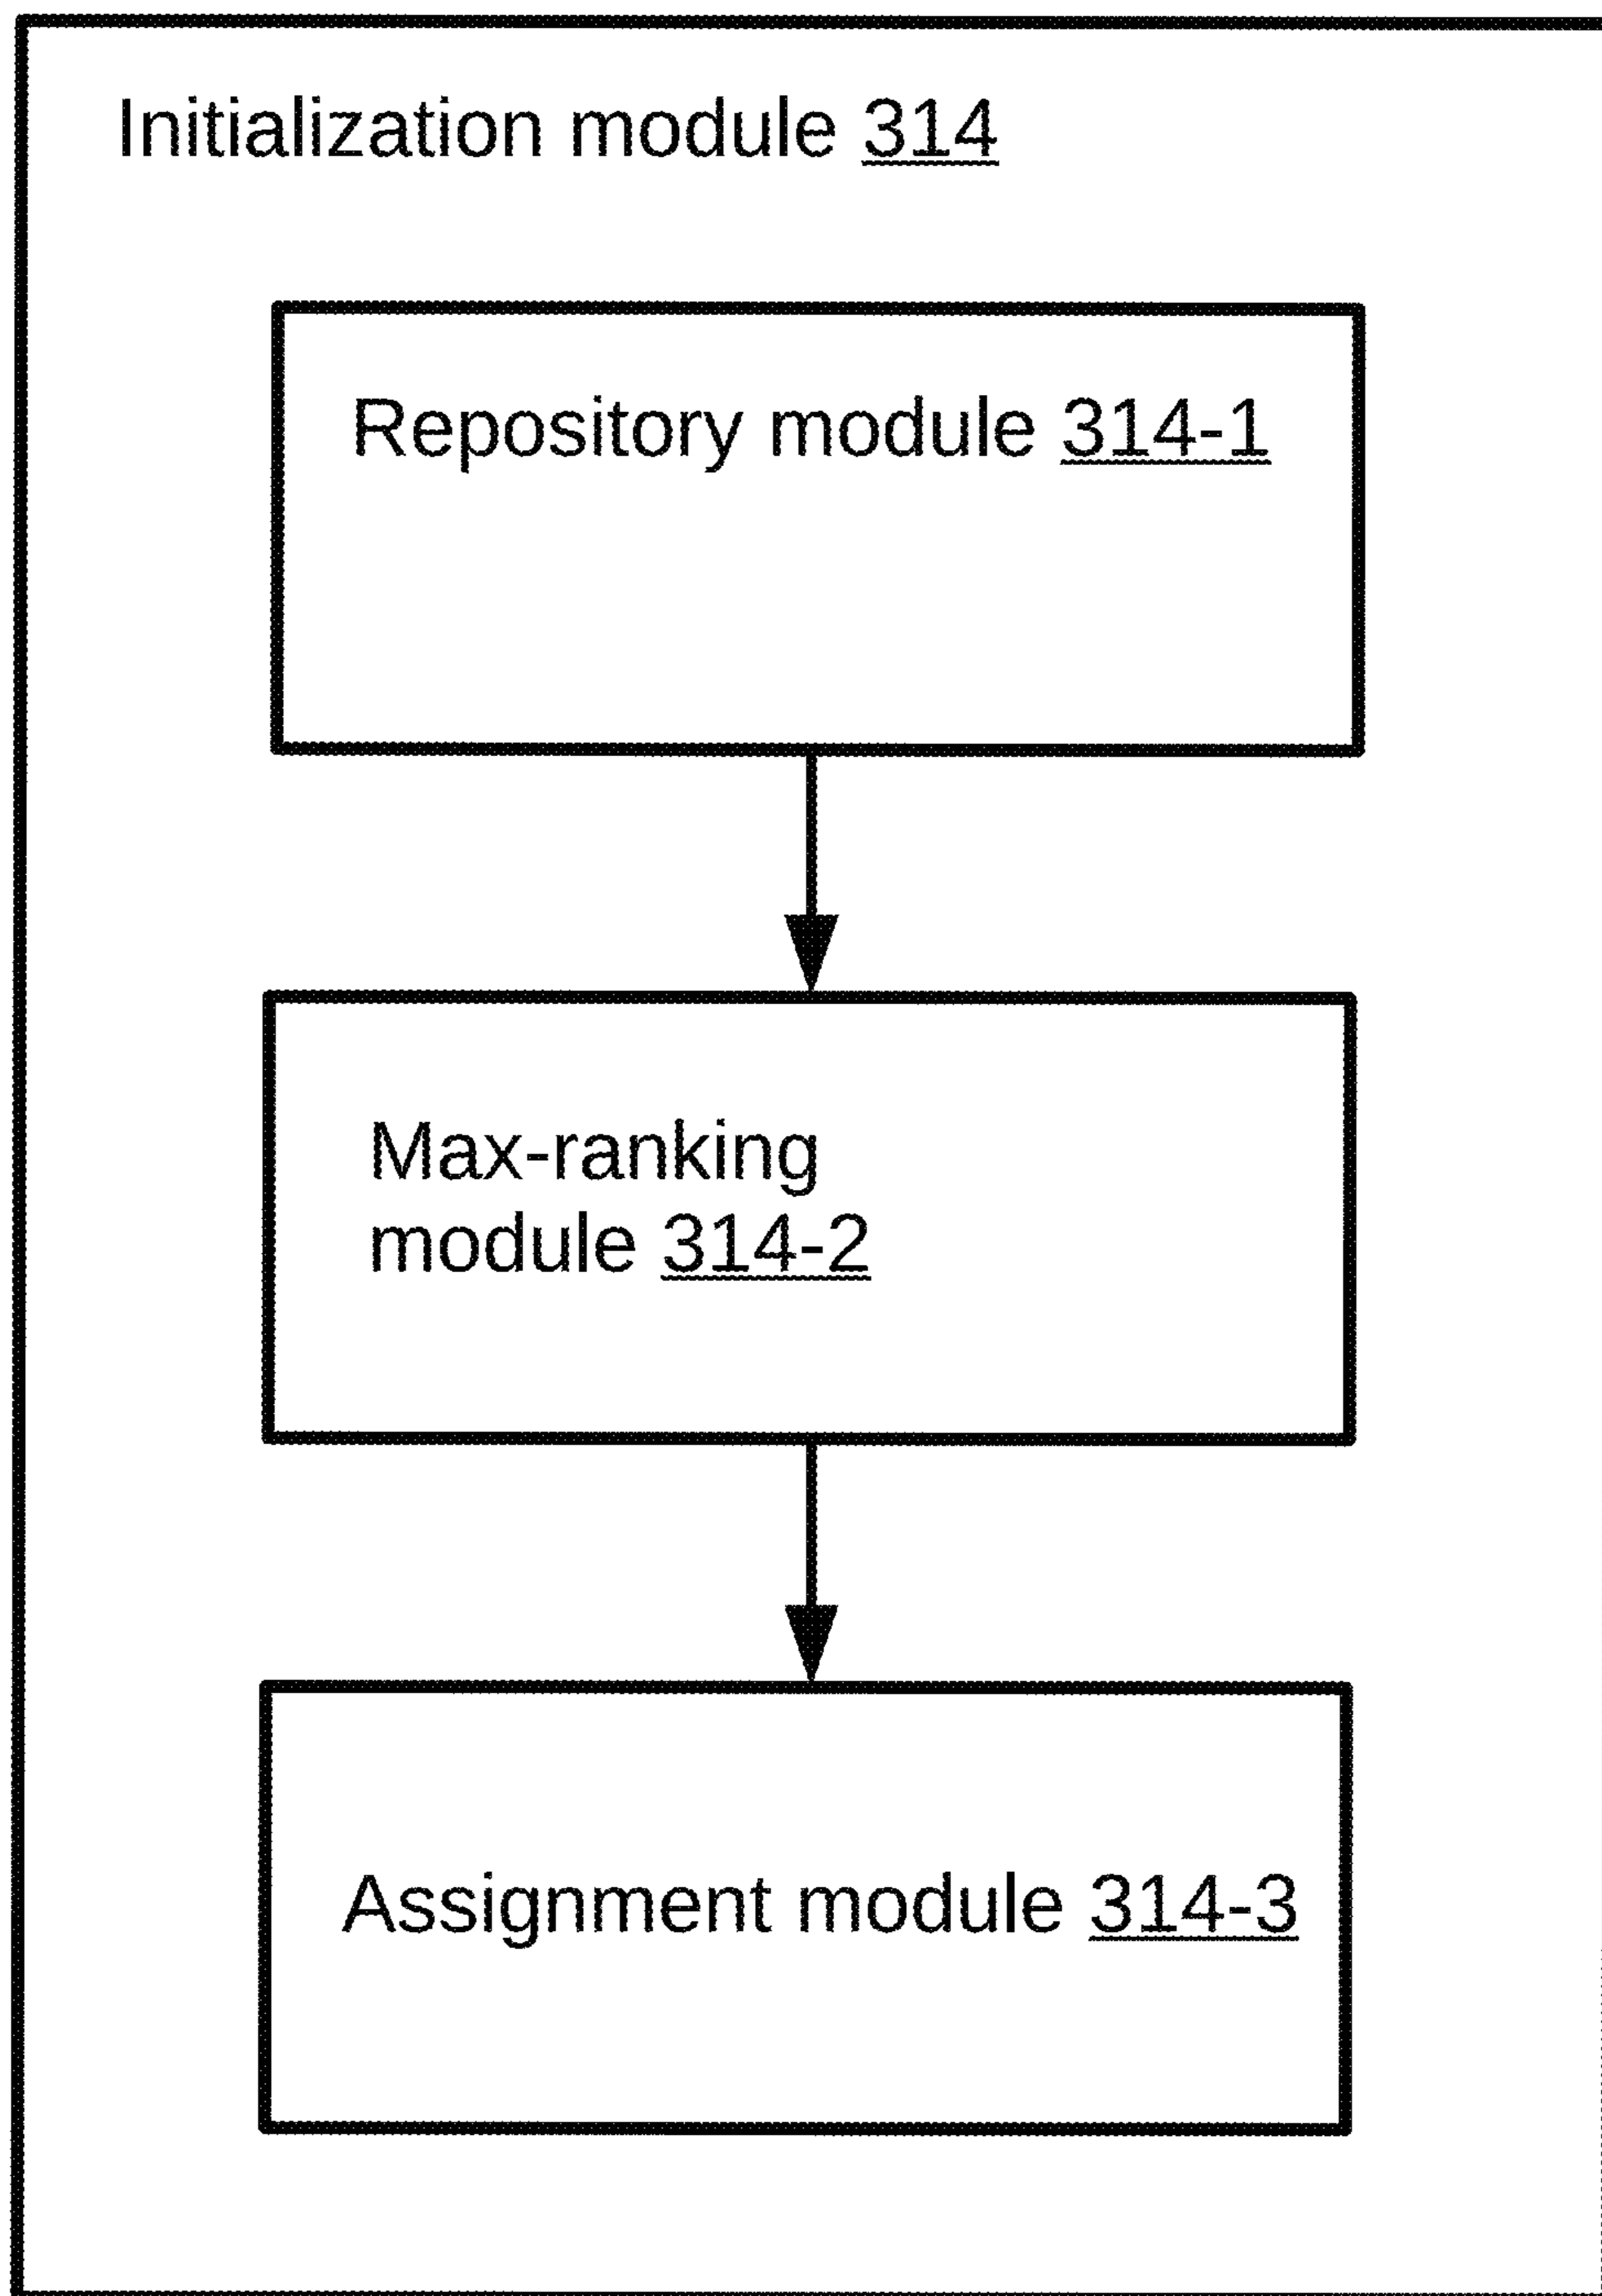 Initialization module 314
Repository module 314-1
Max-ranking
module 314-2
Assignment module 314-3